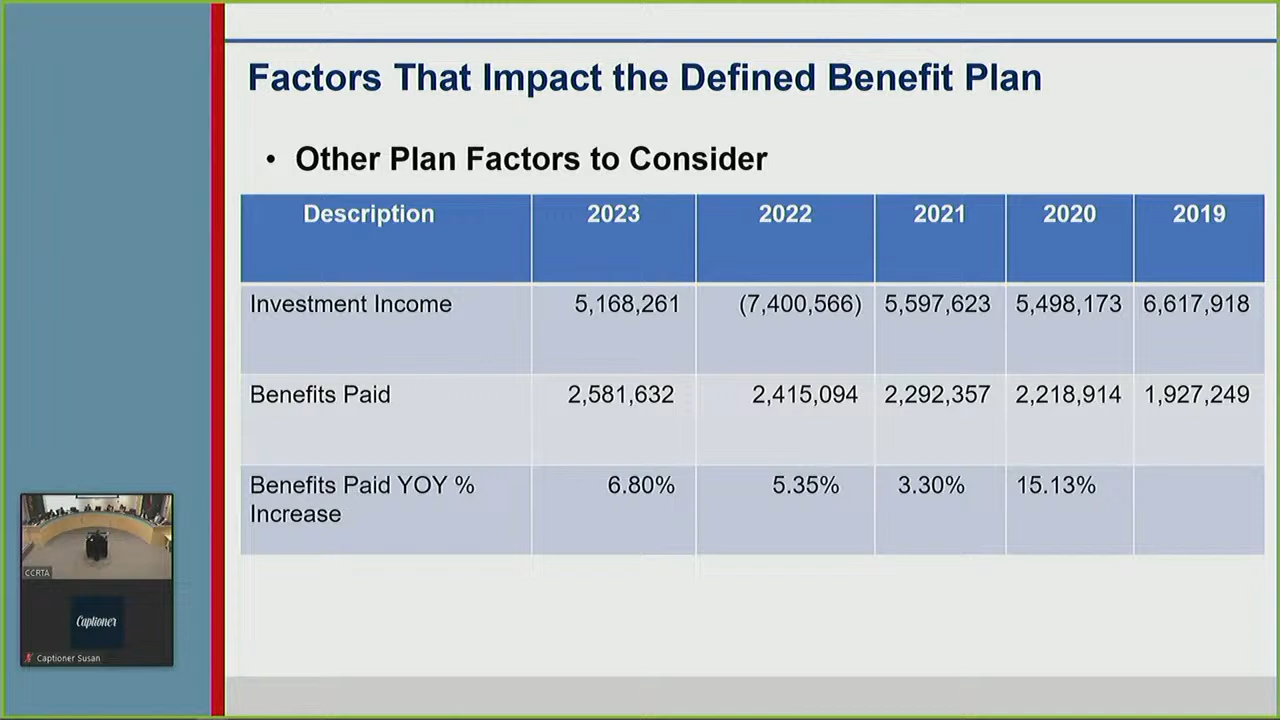 Factors That Impact the Defined Benefit Plan
• Other Plan Factors to Consider
Description 2023 2022 2021 2020 2019
Investment Income 5,168,261 (7,400,566) 5,597,623 5,498,173 6,617,918
Benefits Paid 2,581,632 2,415,094 2,292,357 2,218,914 1,927,249
Benefits Paid YOY % 6.80% 5.35% 3.30% 15.13%
Increase
CCRTA
Captioner
Captioner Susan